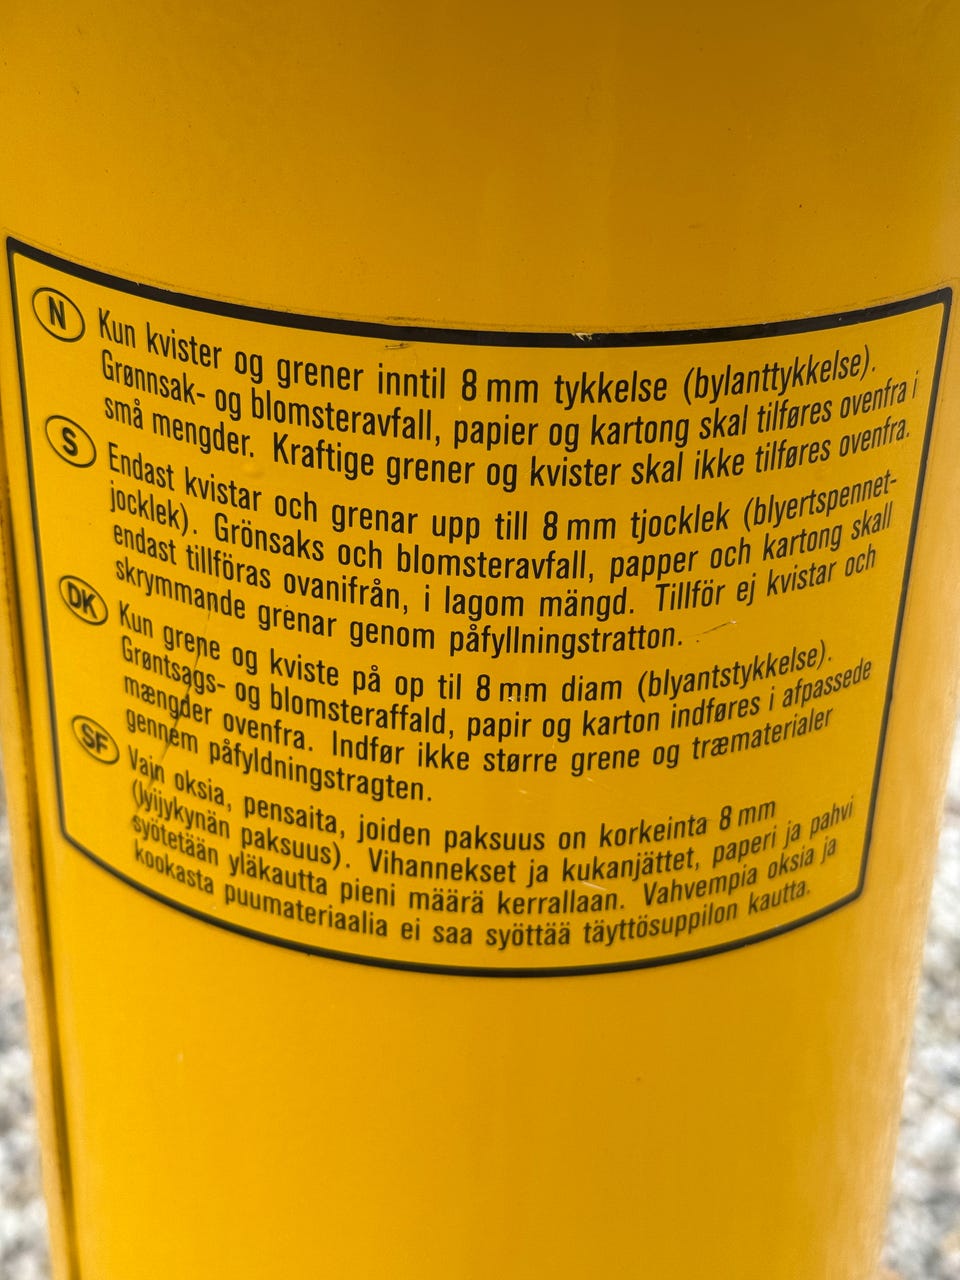 N Kun kvister og grener inntil 8 mm tykkelse (bylanttykkelse).
Grønnsak- og blomsteravfall, papier og kartong skal tilføres ovenfra i
små mengder. Kraftige grener og kvister skal ikke tilføres ovenfra.
S Endast kvistar och grenar upp till 8 mm tjocklek (blyertspennet-
jocklek). Grönsaks och blomsteravfall, papper och kartong skall
endast tillföras ovanifrån, i lagom mängd. Tillför ej kvistar och
skrymmande grenar genom påfyllningstratton.
DK Kun grene og kviste på op til 8 mm diam (blyantstykkelse).
Grøntsags- og blomsteraffald, papir og karton indføres i afpassede
mængder ovenfra. Indfør ikke større grene og træmaterialer
gennem påfyldningstragten.
SF Vain oksia, pensaita, joiden paksuus on korkeinta 8 mm
(lyijykynän paksuus). Vihannekset ja kukanjättet, paperi ja pahvi
syötetään yläkautta pieni määrä kerrallaan. Vahvempia oksia ja
kookasta puumateriaalia ei saa syöttää täyttösuppilon kautta.